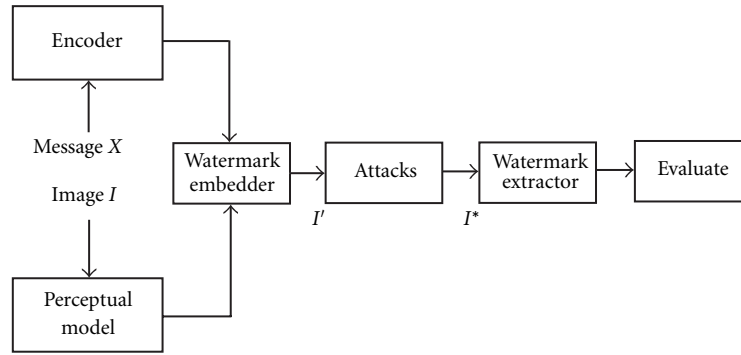 Encoder
Message X
Image I
Perceptual
model
Watermark
embedder
I′
Attacks
I*
Watermark
extractor
Evaluate